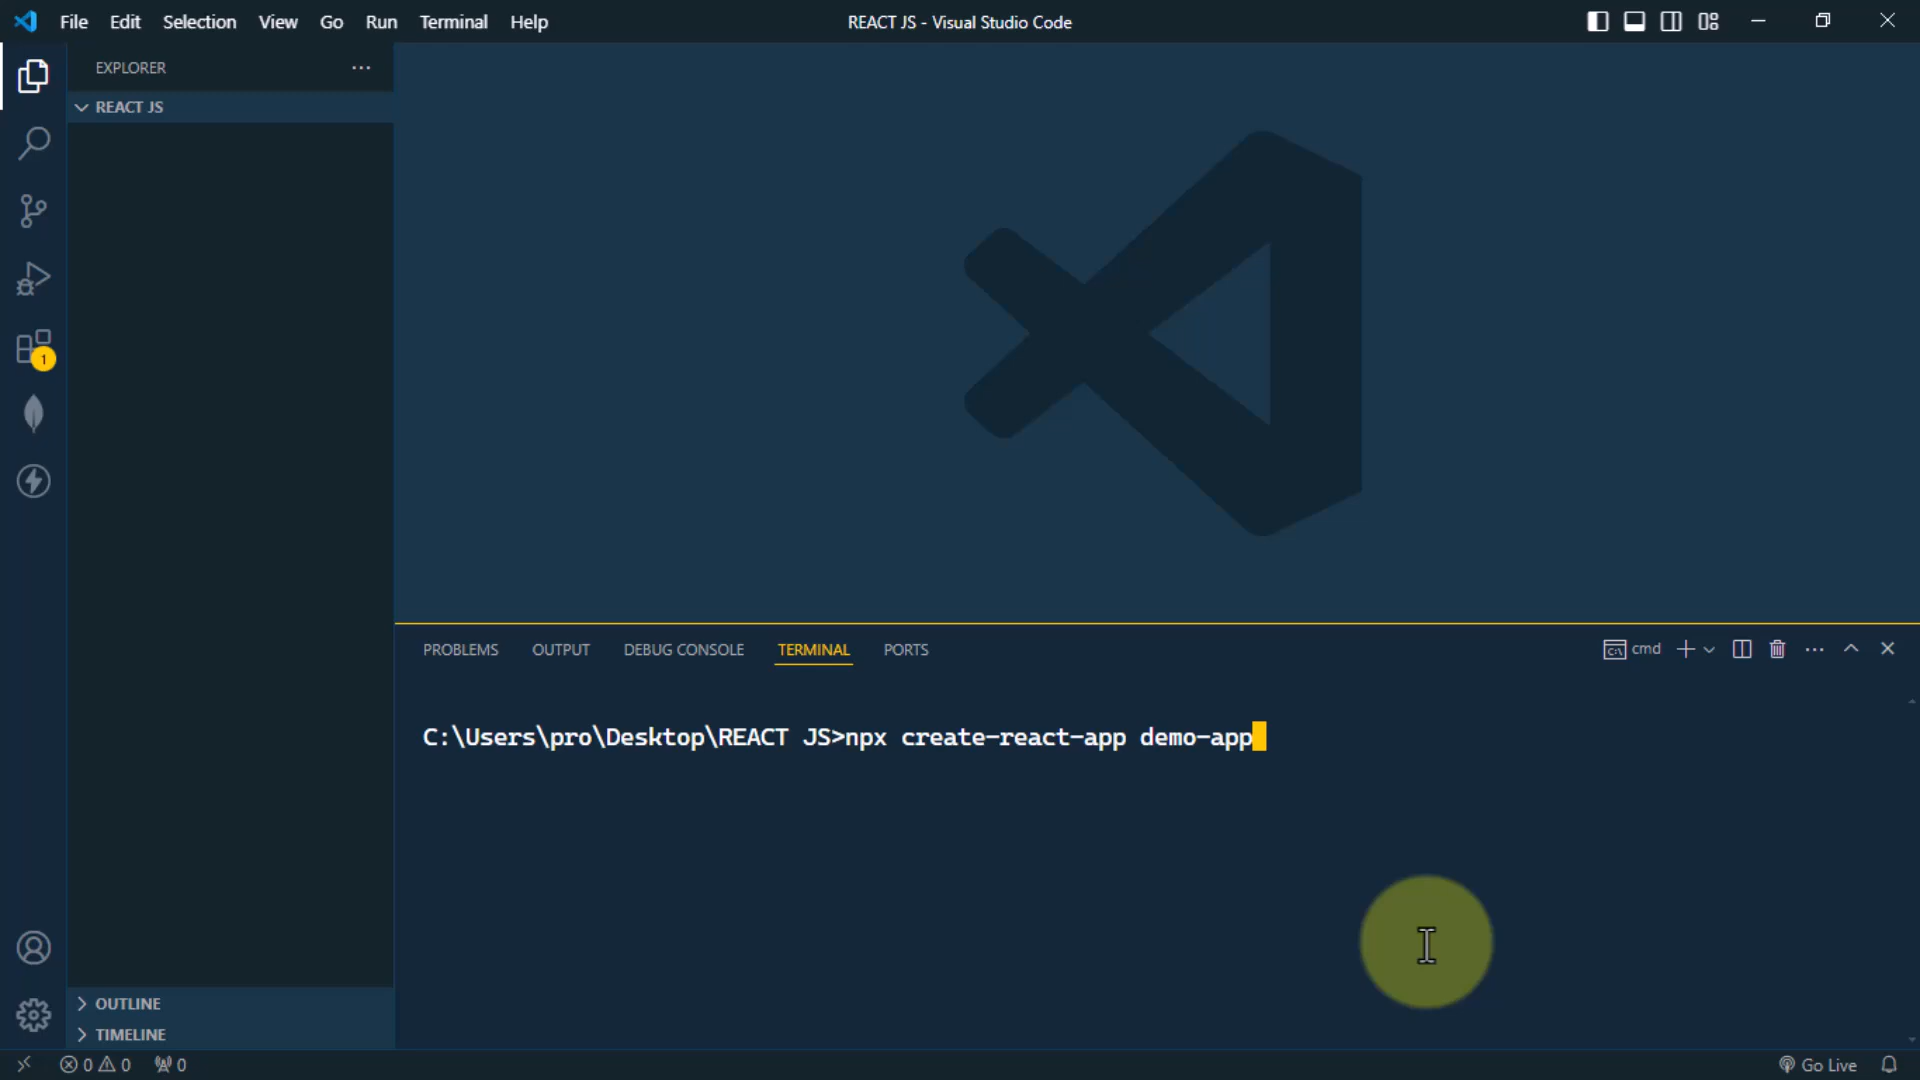 File Edit Selection View Go Run Terminal Help
REACT JS - Visual Studio Code
EXPLORER
REACT JS
1
PROBLEMS OUTPUT DEBUG CONSOLE TERMINAL PORTS
cmd
C:\Users\pro\Desktop\REACT JS>npx create-react-app demo-app
OUTLINE
TIMELINE
0 0 0
Go Live